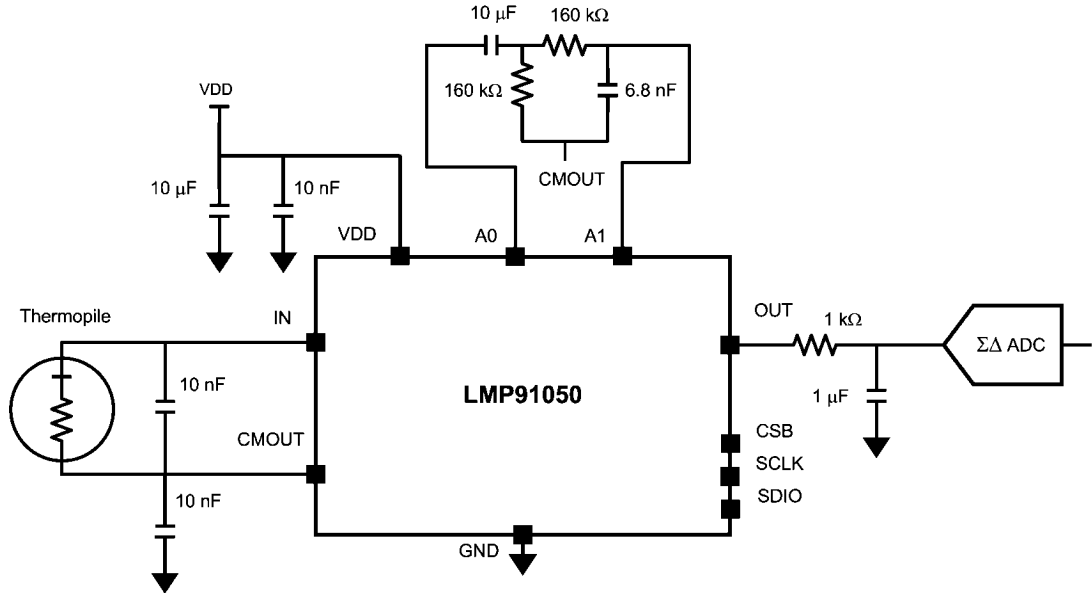 10 μF
160 kΩ
160 kΩ
6.8 nF
CMOUT
VDD
10 μF
10 nF
VDD
A0
A1
Thermopile
IN
OUT
1 kΩ
ΣΔ ADC
10 nF
LMP91050
1 μF
CMOUT
CSB
SCLK
SDIO
10 nF
GND